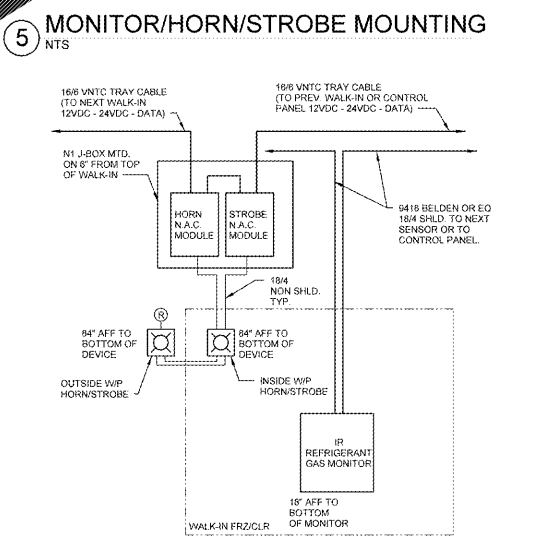 5
MONITOR/HORN/STROBE MOUNTING
NTS
16/6 VNTC TRAY CABLE
(TO NEXT WALK-IN
12VDC - 24VDC - DATA)
16/6 VNTC TRAY CABLE
(TO PREV. WALK-IN OR CONTROL
PANEL 12VDC - 24VDC - DATA)
N1 J-BOX MTD.
ON 6" FROM TOP
OF WALK-IN
HORN
N.A.C.
MODULE
STROBE
N.A.C.
MODULE
9418 BELDEN OR EQ
18/4 SHLD. TO NEXT
SENSOR OR TO
CONTROL PANEL.
18/4
NON SHLD.
TYP.
R
84" AFF TO
BOTTOM OF
DEVICE
84" AFF TO
BOTTOM OF
DEVICE
OUTSIDE W/P
HORN/STROBE
INSIDE W/P
HORN/STROBE
IR
REFRIGERANT
GAS MONITOR
18" AFF TO
BOTTOM
OF MONITOR
WALK-IN FRZ/CLR